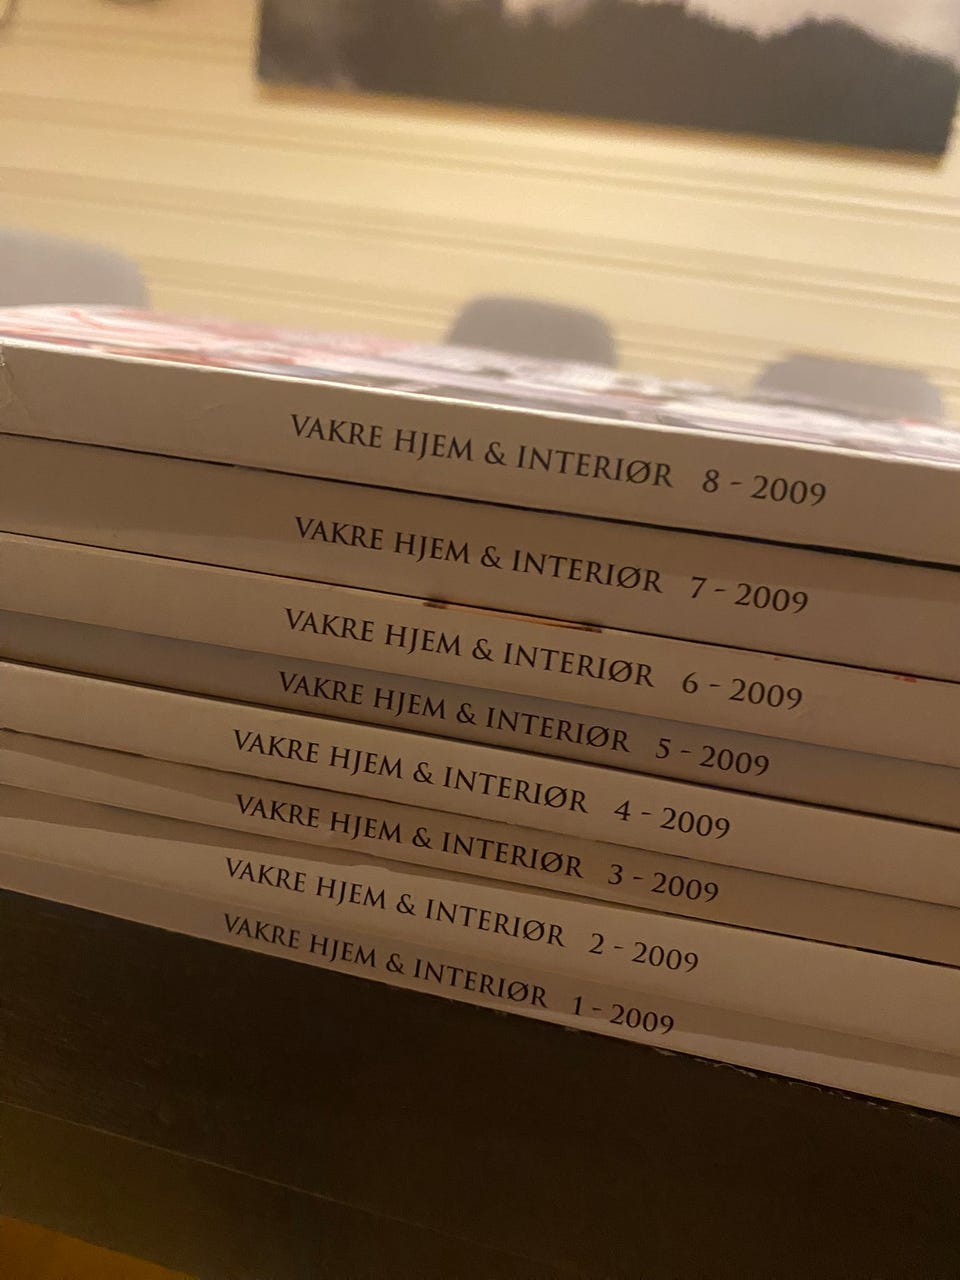 VAKRE HJEM & INTERIØR 8 - 2009
VAKRE HJEM & INTERIØR 7 - 2009
VAKRE HJEM & INTERIØR 6 - 2009
VAKRE HJEM & INTERIØR 5 - 2009
VAKRE HJEM & INTERIØR 4 - 2009
VAKRE HJEM & INTERIØR 3 - 2009
VAKRE HJEM & INTERIØR 2 - 2009
VAKRE HJEM & INTERIØR 1 - 2009